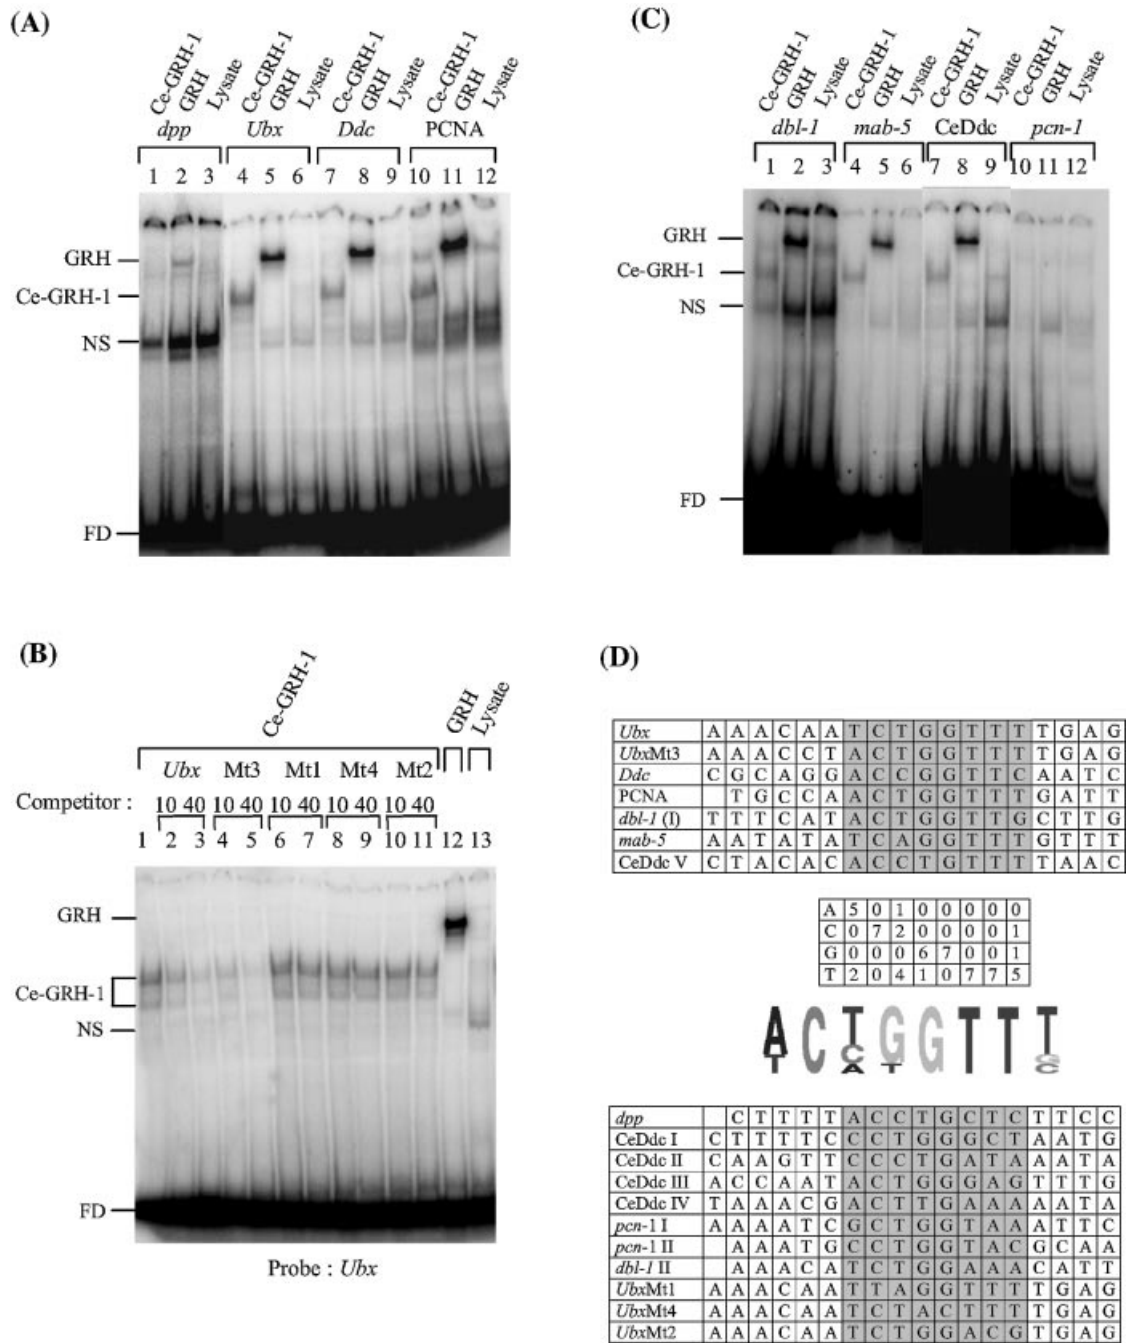 (A)
Ce-GRH-1 GRH Lysate Ce-GRH-1 GRH Lysate Ce-GRH-1 GRH Lysate Ce-GRH-1 GRH Lysate
dpp Ubx Ddc PCNA
1 2 3 4 5 6 7 8 9 10 11 12
GRH
Ce-GRH-1
NS
FD
(C)
Ce-GRH-1 GRH Lysate Ce-GRH-1 GRH Lysate Ce-GRH-1 GRH Lysate Ce-GRH-1 GRH Lysate
dbl-1 mab-5 CeDdc pcn-1
1 2 3 4 5 6 7 8 9 10 11 12
GRH
Ce-GRH-1
NS
FD
(B)
Ce-GRH-1 GRH Lysate
Ubx Mt3 Mt1 Mt4 Mt2
Competitor : 10 40 10 40 10 40 10 40 10 40
1 2 3 4 5 6 7 8 9 10 11 12 13
GRH
Ce-GRH-1
NS
FD
Probe : Ubx
(D)
Ubx A A A C A A T C T G G T T T T G A G
UbxMt3 A A A C C T A C T G G T T T T G A G
Ddc C G C A G G A C C G G T T C A A T C
PCNA T G C C A A C T G G T T T G A T T
dbl-1 (I) T T T C A T A C T G G T T G C T T G
mab-5 A A T A T A T C A G G T T T G T T T
CeDdc V C T A C A C A C C T G T T T T A A C
A 5 0 1 0 0 0 0 0
C 0 7 2 0 0 0 0 1
G 0 0 0 6 7 0 0 1
T 2 0 4 1 0 7 7 5
A C T G G T T T
T C T G
A C
dpp C T T T T A C C T G C T C T T C C
CeDdc I C T T T T C C C T G G G C T A A T G
CeDdc II C A A G T T C C C T G A T A A A T A
CeDdc III A C C A A T A C T G G G A G T T T G
CeDdc IV T A A A C G A C T T G A A A A A T A
pcn-1 I A A A A T C G C T G G T A A A T T C
pcn-1 II A A A T G C C T G G T A C G C A A
dbl-1 II A A A C A T C T G G A A A C A T T
UbxMt1 A A A C A A T T A G G T T T T G A G
UbxMt4 A A A C A A T C T A C T T T T G A G
UbxMt2 A A A C A A T C T G G A C G T G A G